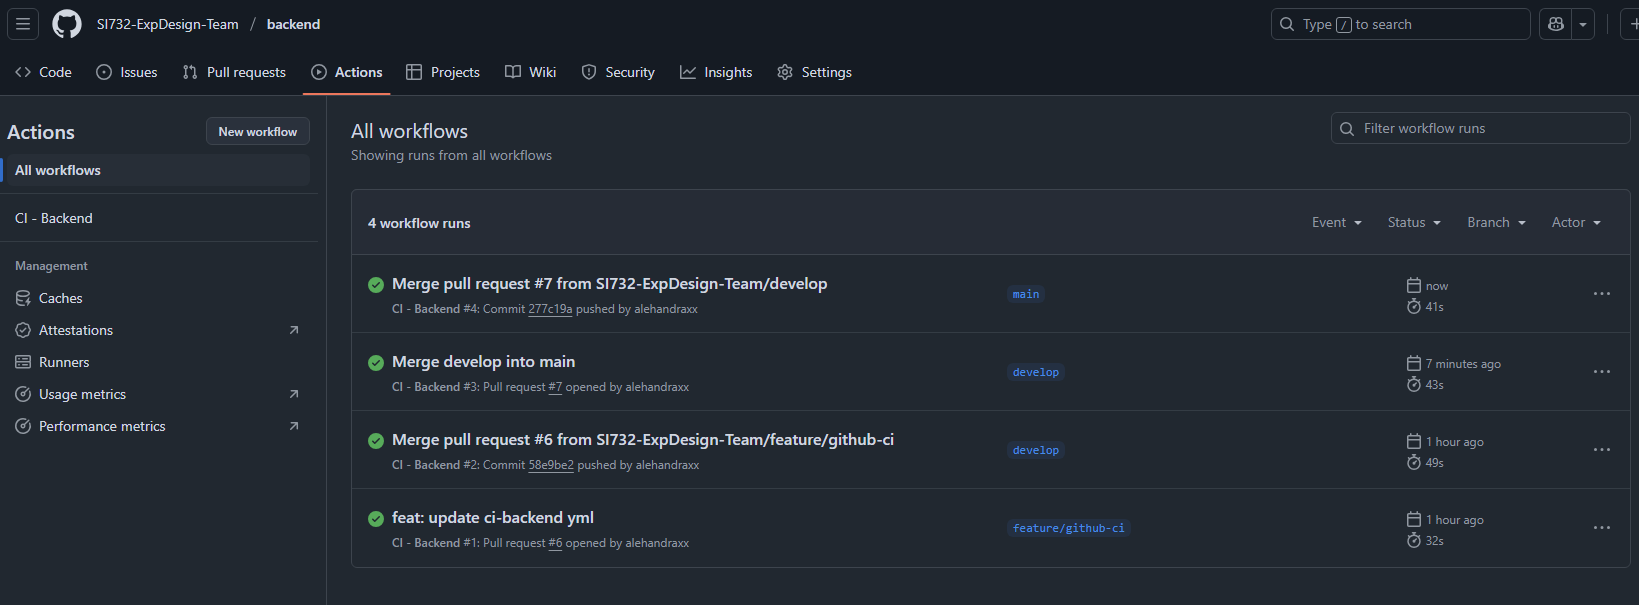 SI732-ExpDesign-Team / backend
Type / to search
Code Issues Pull requests Actions Projects Wiki Security Insights Settings
Actions
New workflow
All workflows
CI - Backend
Management
Caches
Attestations
Runners
Usage metrics
Performance metrics
All workflows
Showing runs from all workflows
Filter workflow runs
4 workflow runs
Event Status Branch Actor
Merge pull request #7 from SI732-ExpDesign-Team/develop
CI - Backend #4: Commit 277c19a pushed by alehandraxx
main
now
41s
Merge develop into main
CI - Backend #3: Pull request #7 opened by alehandraxx
develop
7 minutes ago
43s
Merge pull request #6 from SI732-ExpDesign-Team/feature/github-ci
CI - Backend #2: Commit 58e9be2 pushed by alehandraxx
develop
1 hour ago
49s
feat: update ci-backend yml
CI - Backend #1: Pull request #6 opened by alehandraxx
feature/github-ci
1 hour ago
32s